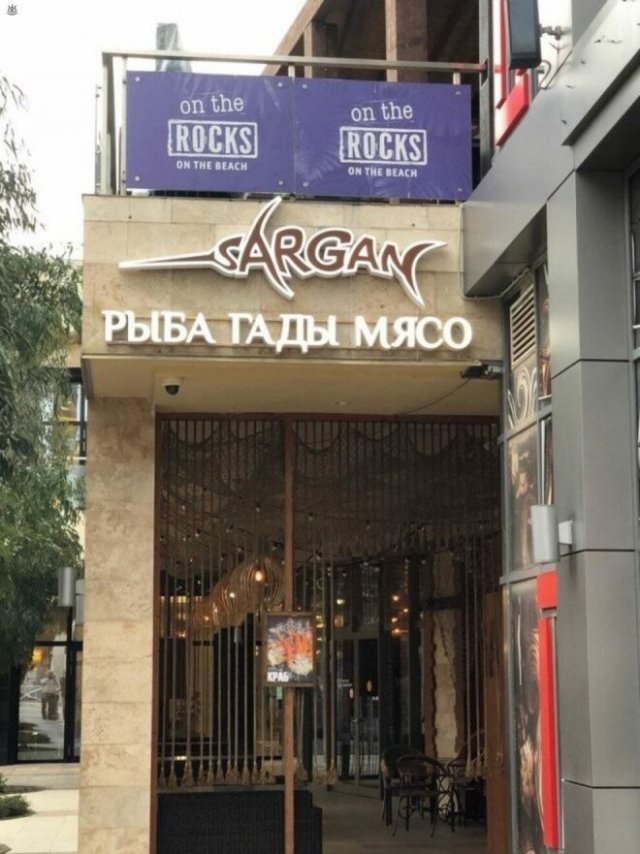 on the
ROCKS
ON THE BEACH
on the
ROCKS
ON THE BEACH
SARGAN
РЫБА ГАДЫ МЯСО
КРАБ